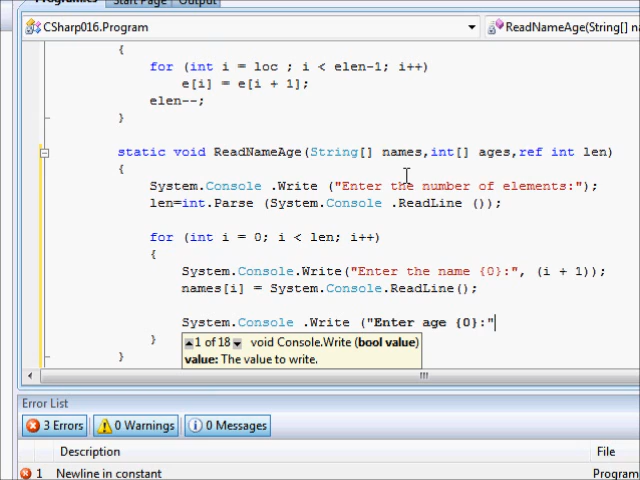 Program.cs Start Page Output
CSharp016.Program ReadNameAge(String[] na
{
for (int i = loc ; i < elen-1; i++)
e[i] = e[i + 1];
elen--;
}
static void ReadNameAge(String[] names,int[] ages,ref int len)
{
System.Console .Write ("Enter the number of elements:");
len=int.Parse (System.Console .ReadLine ());
for (int i = 0; i < len; i++)
{
System.Console.Write("Enter the name {0}:", (i + 1));
names[i] = System.Console.ReadLine();
System.Console .Write ("Enter age {0}:"
}
1 of 18 void Console.Write (bool value)
value: The value to write.
}
Error List
3 Errors 0 Warnings 0 Messages
Description File
1 Newline in constant Program